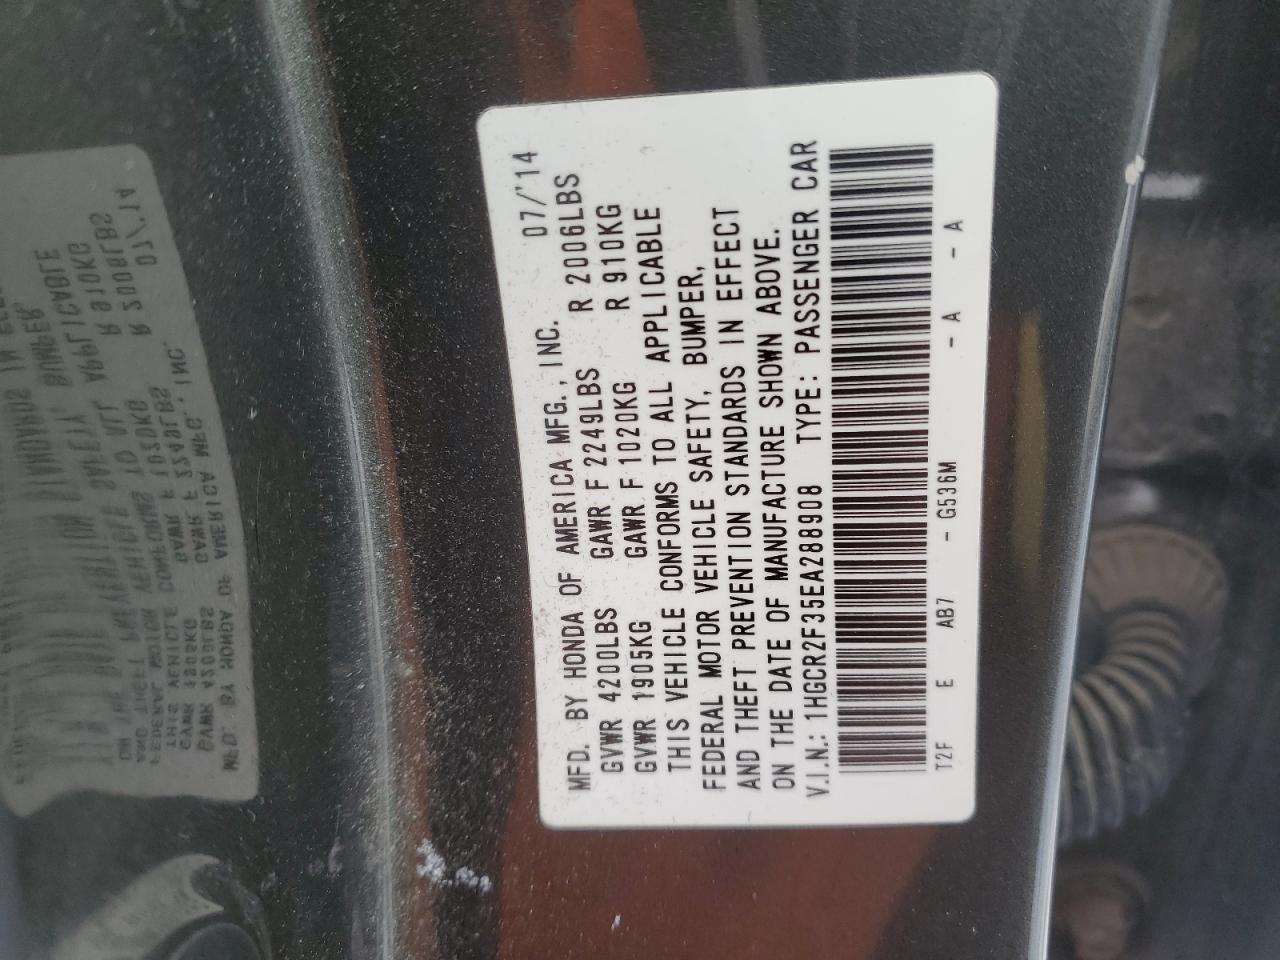 MFD. BY HONDA OF AMERICA MFG., INC. 07/'14
GVWR 4200LBS GAWR F 2249LBS R 2006LBS
GVWR 1905KG GAWR F 1020KG R 910KG
THIS VEHICLE CONFORMS TO ALL APPLICABLE
FEDERAL MOTOR VEHICLE SAFETY, BUMPER,
AND THEFT PREVENTION STANDARDS IN EFFECT
ON THE DATE OF MANUFACTURE SHOWN ABOVE.
V.I.N.: 1HGCR2F35EA288908 TYPE: PASSENGER CAR
T2F E AB7 - G536M - A - A